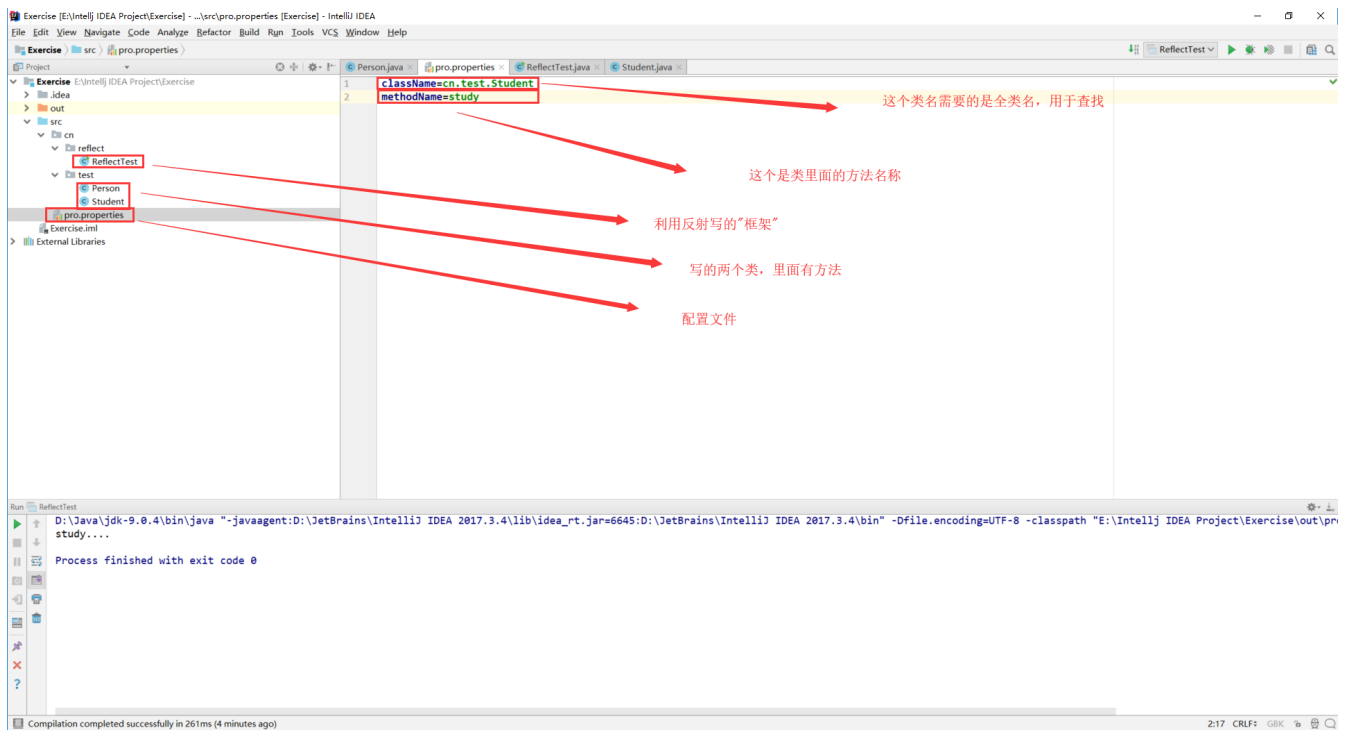 Exercise [E:\Intellij IDEA Project\Exercise] - ...\src\pro.properties [Exercise] - IntelliJ IDEA
File Edit View Navigate Code Analyze Refactor Build Run Tools VCS Window Help
Exercise src pro.properties ReflectTest
Project Person.java pro.properties ReflectTest.java Student.java
Exercise E:\Intellij IDEA Project\Exercise
.idea
out
src
cn
reflect
ReflectTest
test
Person
Student
pro.properties
Exercise.iml
External Libraries
1 className=cn.test.Student
2 methodName=study
这个类名需要的是全类名，用于查找
这个是类里面的方法名称
利用反射写的"框架"
写的两个类，里面有方法
配置文件
Run ReflectTest
D:\Java\jdk-9.0.4\bin\java "-javaagent:D:\JetBrains\IntelliJ IDEA 2017.3.4\lib\idea_rt.jar=6645:D:\JetBrains\IntelliJ IDEA 2017.3.4\bin" -Dfile.encoding=UTF-8 -classpath "E:\Intellj IDEA Project\Exercise\out\pro
study....
Process finished with exit code 0
Compilation completed successfully in 261ms (4 minutes ago) 2:17 CRLF GBK